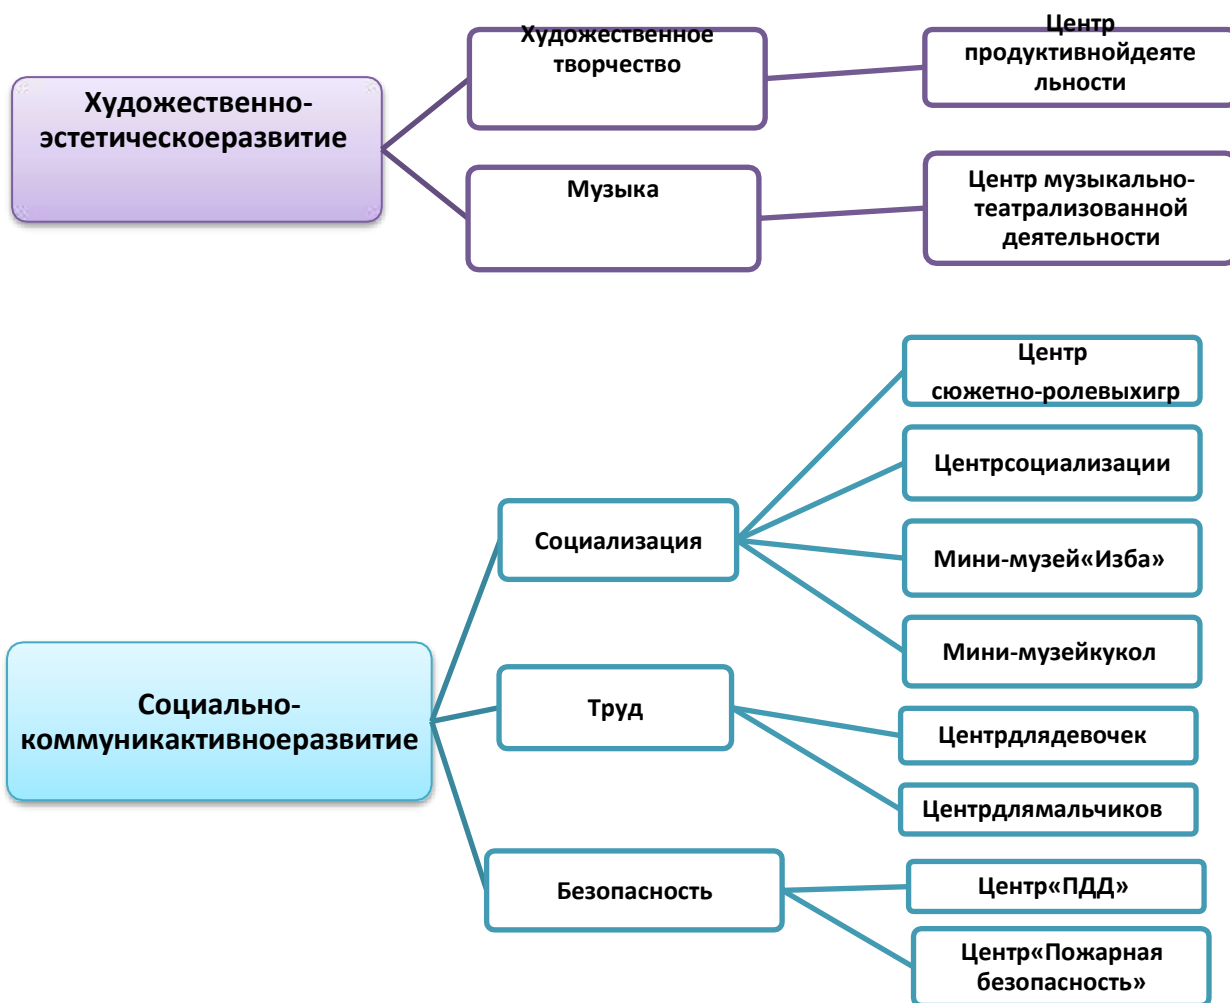 Художественно-
эстетическоеразвитие
Художественное
творчество
Центр
продуктивнойдеяте
льности
Музыка
Центр музыкально-
театрализованной
деятельности
Социально-
коммуникактивноеразвитие
Социализация
Центр
сюжетно-ролевыхигр
Центрсоциализации
Мини-музей«Изба»
Мини-музейкукол
Труд
Центрдлядевочек
Центрдлямальчиков
Безопасность
Центр«ПДД»
Центр«Пожарная
безопасность»